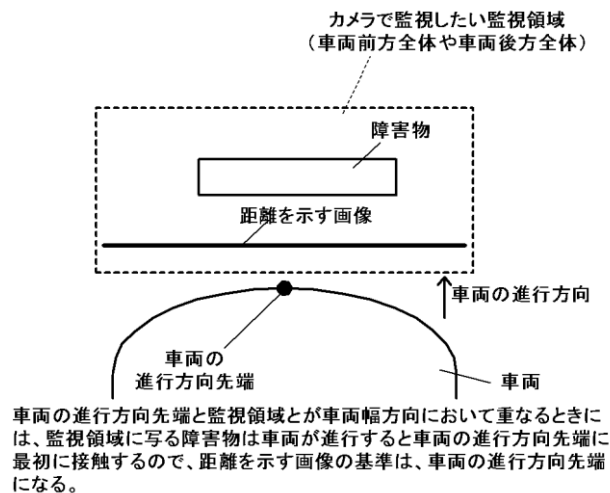 カメラで監視したい監視領域
(車両前方全体や車両後方全体)
障害物
距離を示す画像
車両の進行方向
車両の
進行方向先端
車両
車両の進行方向先端と監視領域とが車両幅方向において重なるときに
は、監視領域に写る障害物は車両が進行すると車両の進行方向先端に
最初に接触するので、距離を示す画像の基準は、車両の進行方向先端
になる。